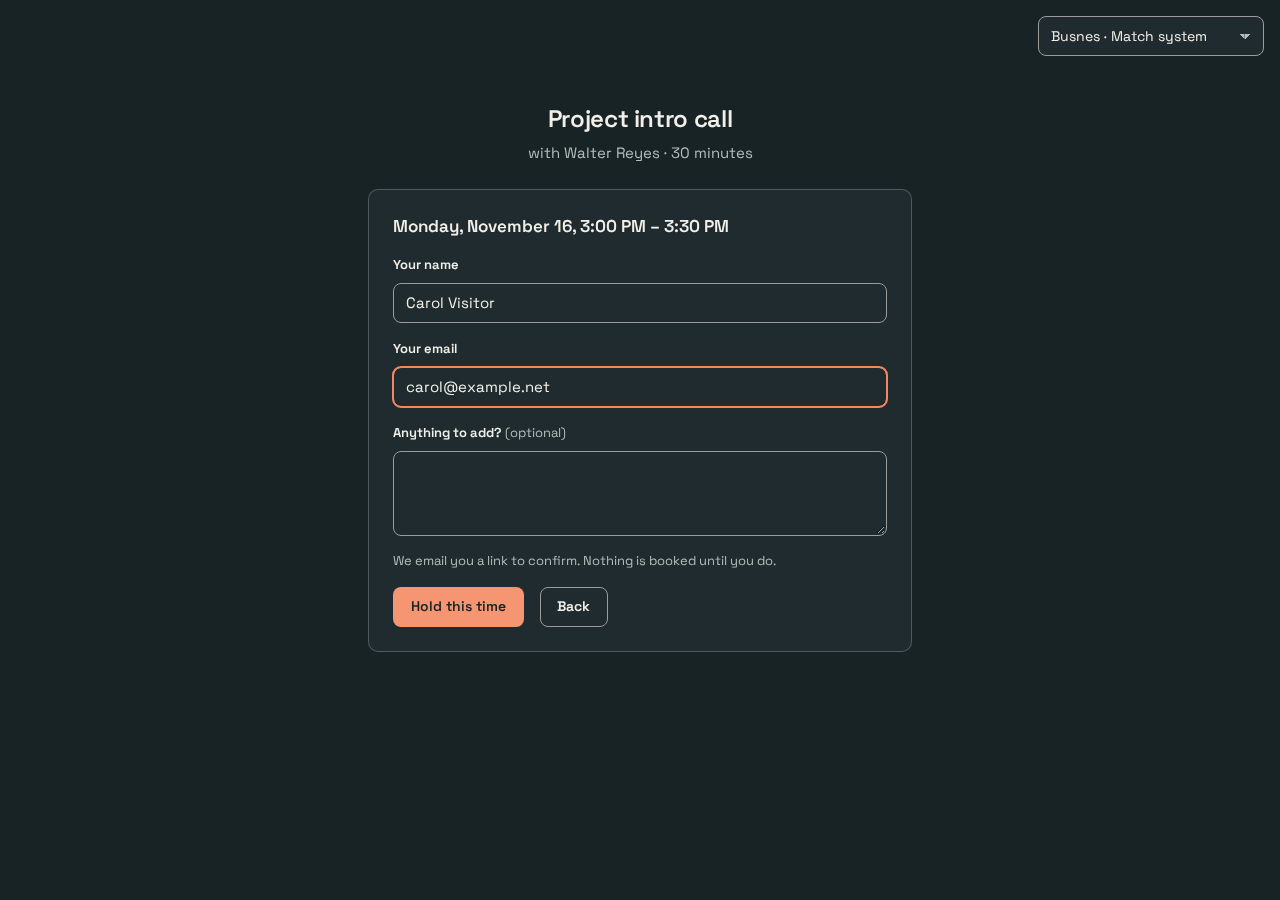 Busnes · Match system
Project intro call
with Walter Reyes · 30 minutes
Monday, November 16, 3:00 PM – 3:30 PM
Your name
Carol Visitor
Your email
carol@example.net
Anything to add? (optional)
We email you a link to confirm. Nothing is booked until you do.
Hold this time
Back